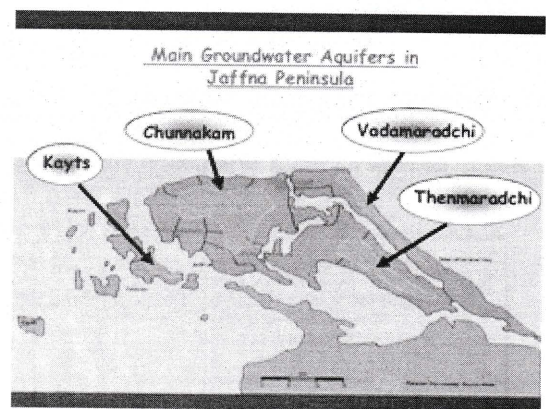 Main Groundwater Aquifers in
Jaffna Peninsula
Chunnakam
Vadamaradchi
Kayts
Thenmaradchi